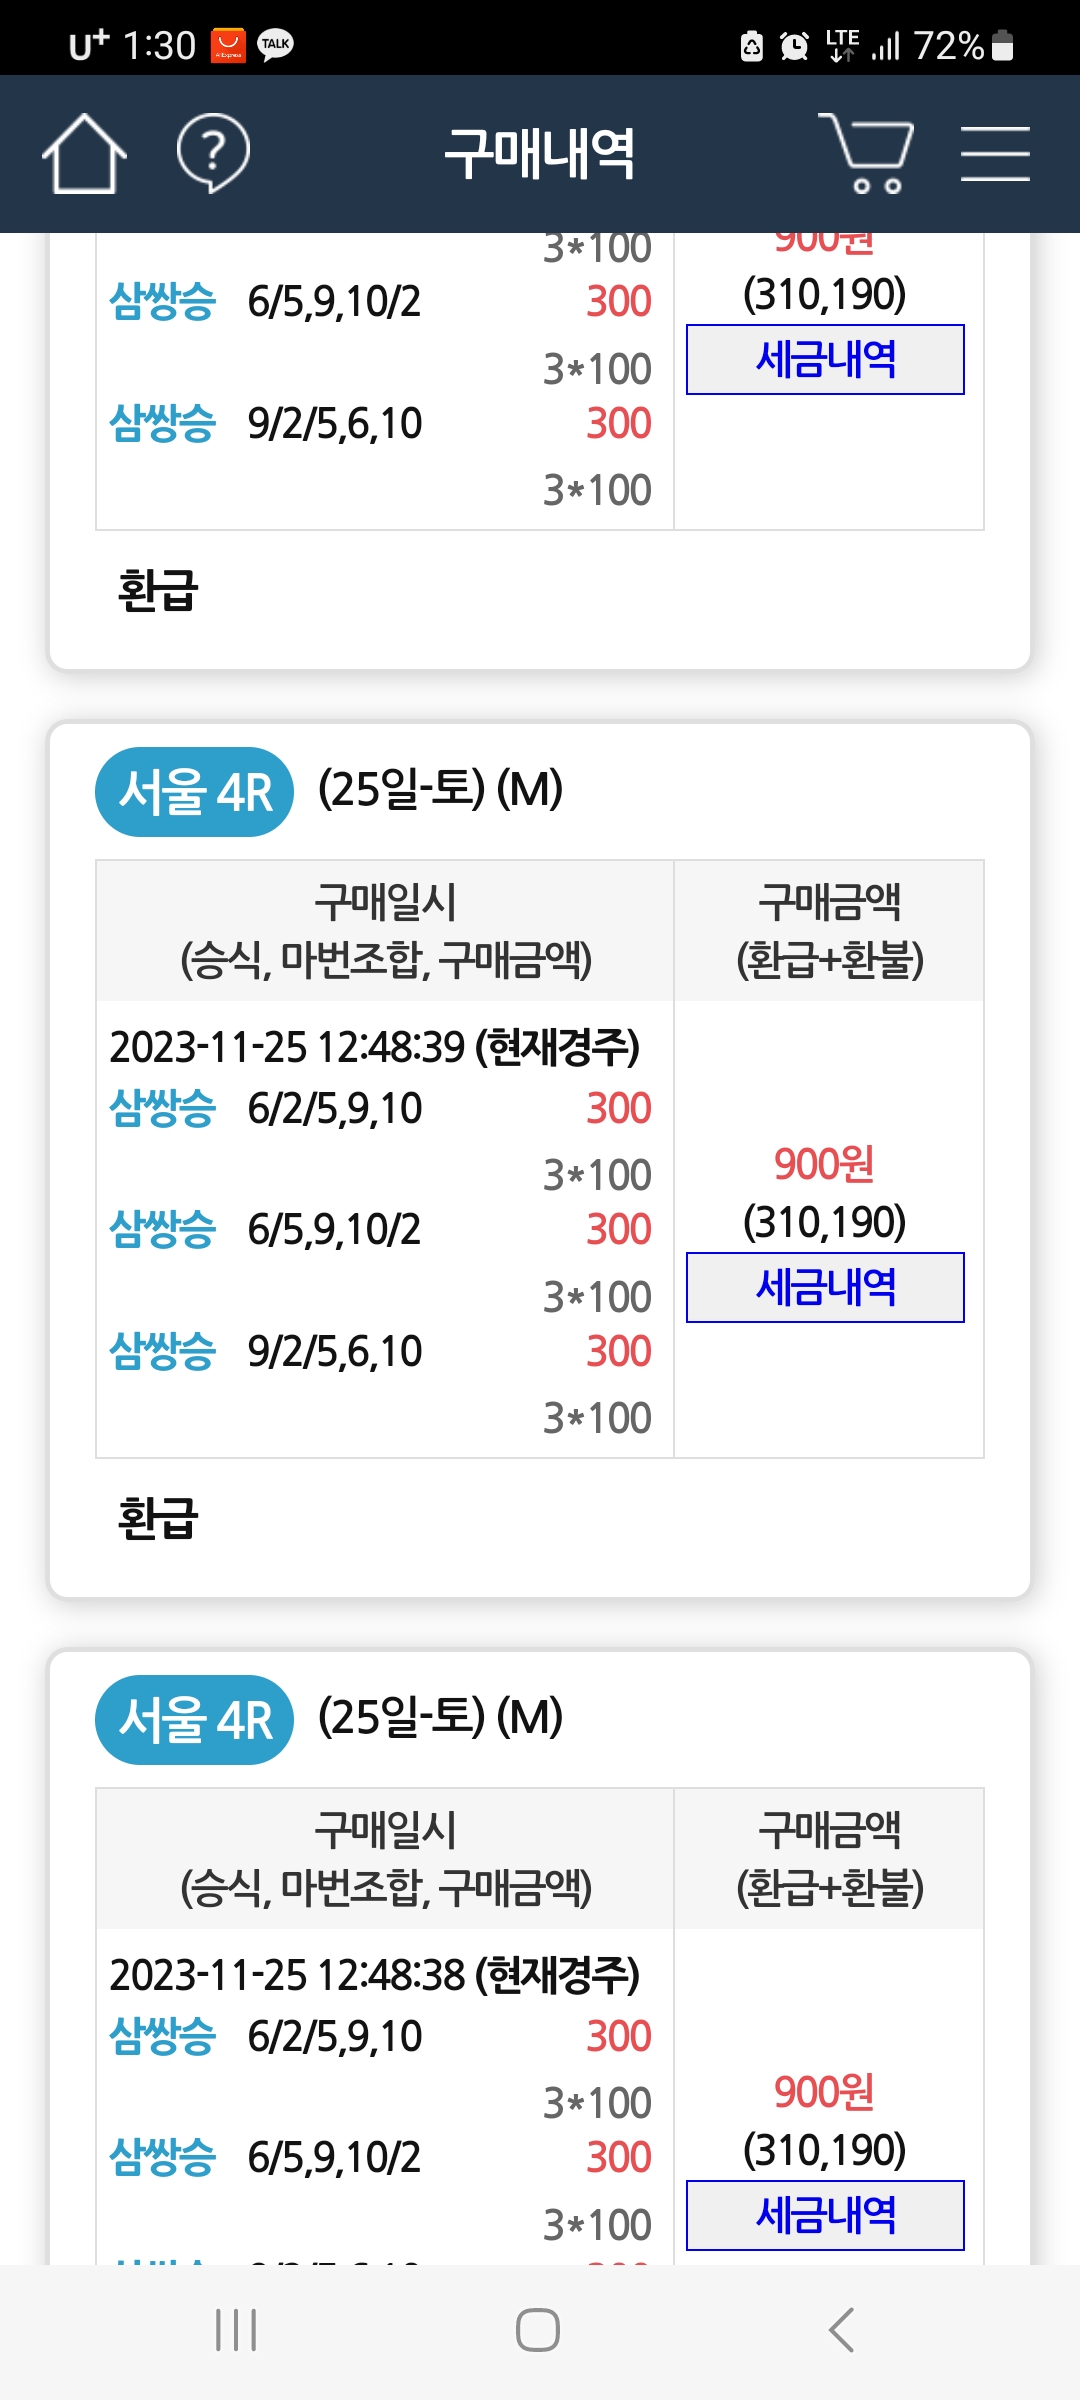 U+ 1:30 AliExpress TALK LTE 72%
구매내역
3*100 900원
삼쌍승 6/5,9,10/2 300 (310,190)
3*100 세금내역
삼쌍승 9/2/5,6,10 300
3*100
환급
서울 4R (25일-토) (M)
구매일시 구매금액
(승식, 마번조합, 구매금액) (환급+환불)
2023-11-25 12:48:39 (현재경주)
삼쌍승 6/2/5,9,10 300
3*100 900원
삼쌍승 6/5,9,10/2 300 (310,190)
3*100 세금내역
삼쌍승 9/2/5,6,10 300
3*100
환급
서울 4R (25일-토) (M)
구매일시 구매금액
(승식, 마번조합, 구매금액) (환급+환불)
2023-11-25 12:48:38 (현재경주)
삼쌍승 6/2/5,9,10 300
3*100 900원
삼쌍승 6/5,9,10/2 300 (310,190)
3*100 세금내역